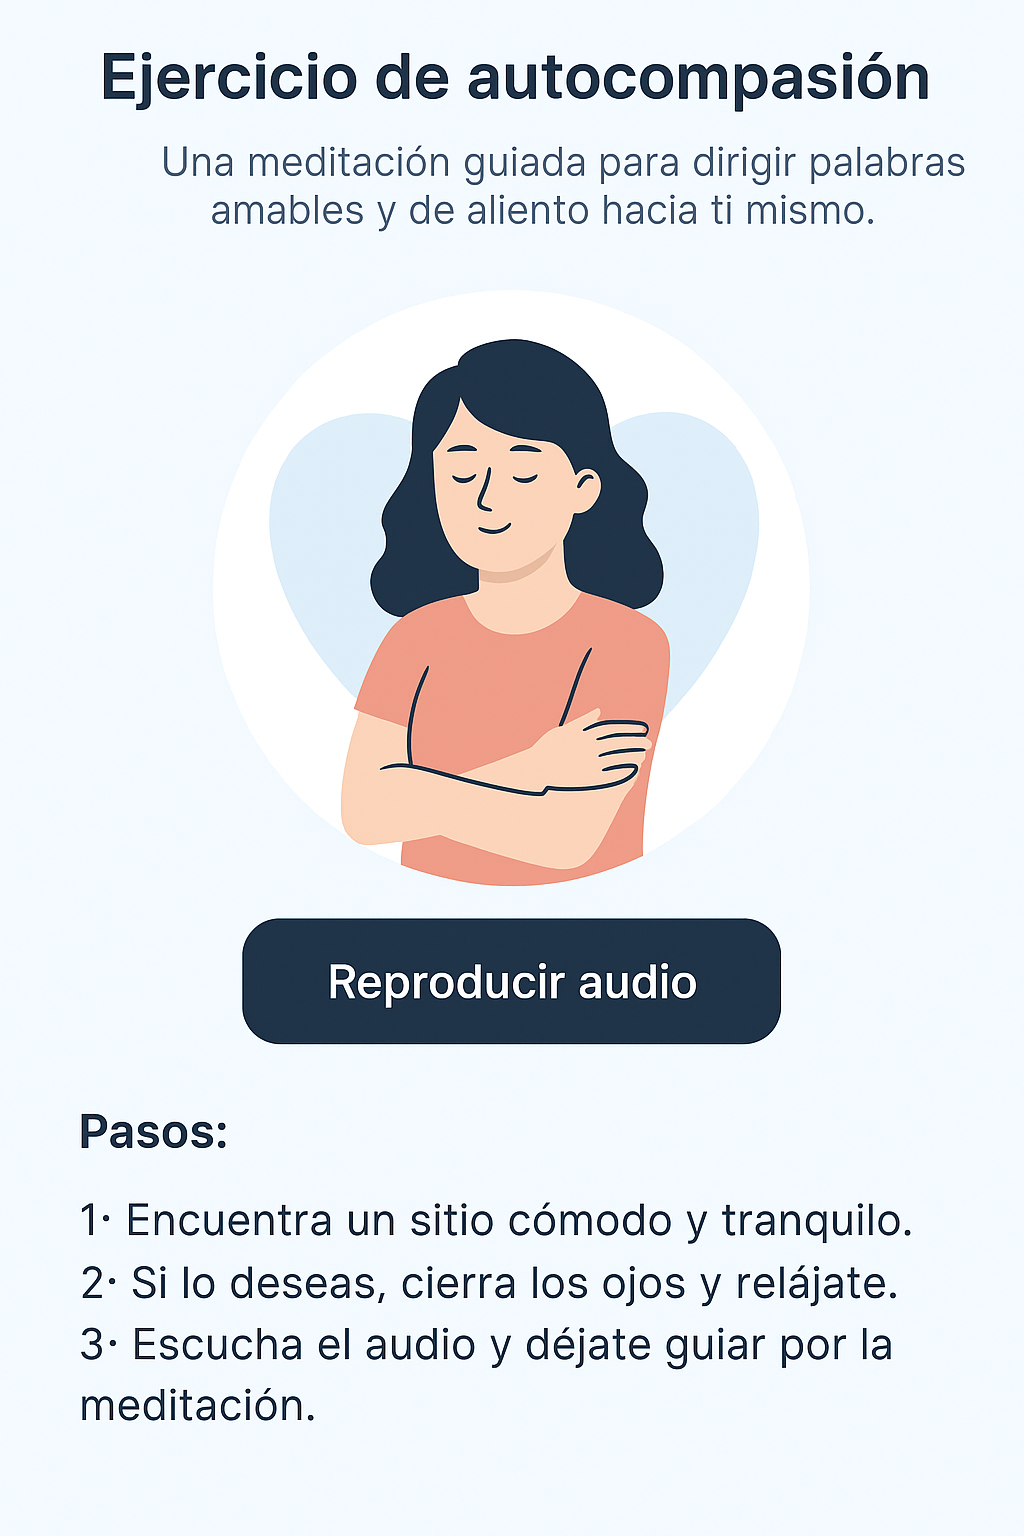 Ejercicio de autocompasión
Una meditación guiada para dirigir palabras
amables y de aliento hacia ti mismo.
Reproducir audio
Pasos:
1· Encuentra un sitio cómodo y tranquilo.
2· Si lo deseas, cierra los ojos y relájate.
3· Escucha el audio y déjate guiar por la
meditación.